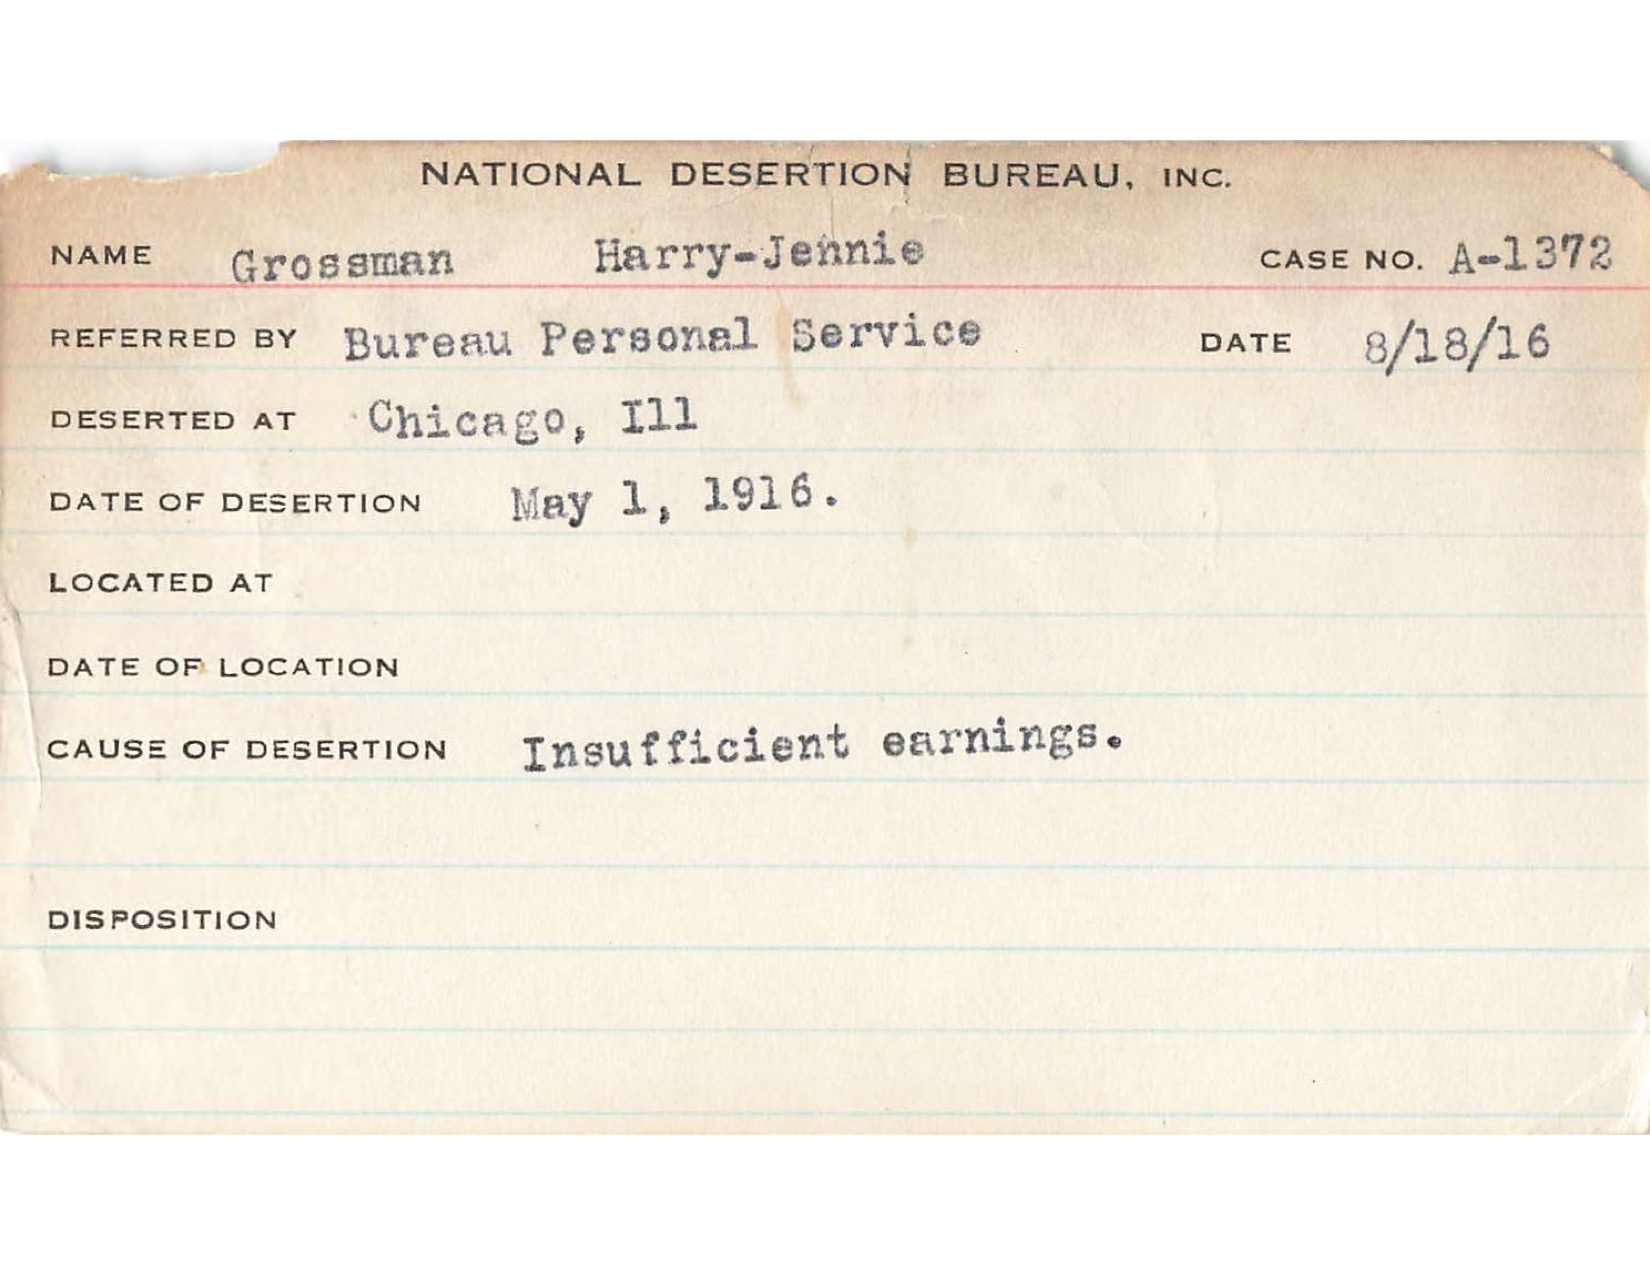 NATIONAL DESERTION BUREAU, INC.
NAME Grossman Harry-Jennie CASE NO. A-1372
REFERRED BY Bureau Personal Service DATE 8/18/16
DESERTED AT Chicago, Ill
DATE OF DESERTION May 1, 1916.
LOCATED AT
DATE OF LOCATION
CAUSE OF DESERTION Insufficient earnings.
DISPOSITION